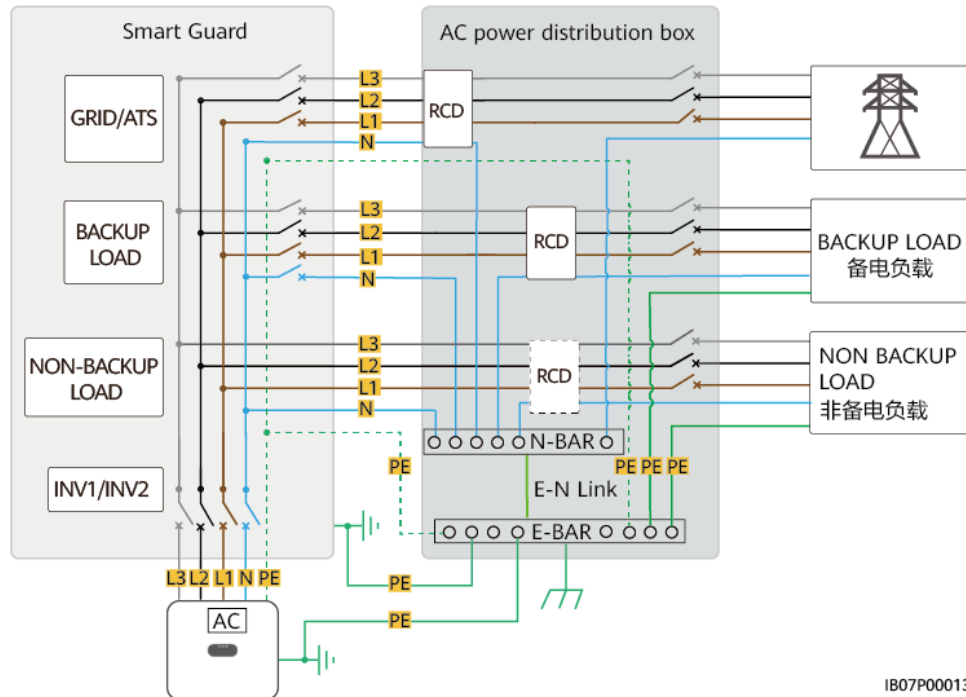 Smart Guard
AC power distribution box
GRID/ATS
L3
L2
L1
N
RCD
BACKUP
LOAD
L3
L2
L1
N
RCD
BACKUP LOAD
备电负载
NON-BACKUP
LOAD
L3
L2
L1
N
RCD
NON BACKUP
LOAD
非备电负载
N-BAR
PE
PE
PE
PE
INV1/INV2
E-N Link
E-BAR
L3
L2
L1
N
PE
PE
AC
PE
IB07P00013